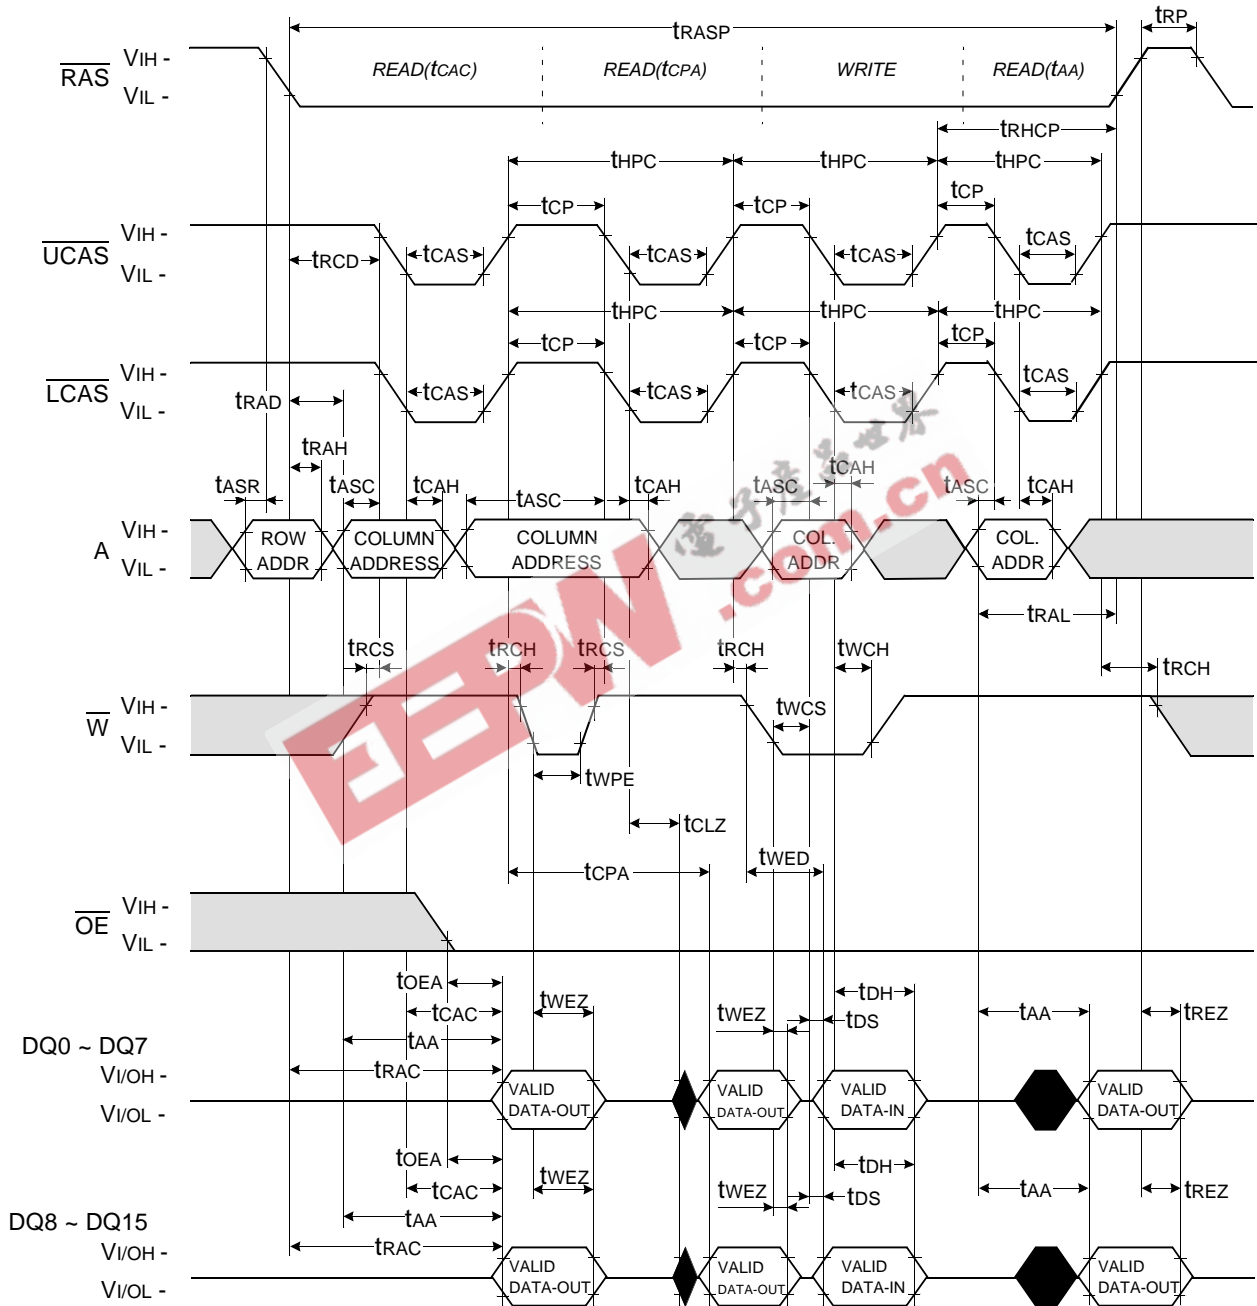 tRASP
tRP
RAS
VIH -
VIL -
READ(tCAC)
READ(tCPA)
WRITE
READ(tAA)
tRHCP
tHPC
tHPC
tHPC
tCP
tCP
tCP
UCAS
VIH -
VIL -
tRCD
tCAS
tCAS
tCAS
tCAS
tHPC
tHPC
tHPC
tCP
tCP
tCP
LCAS
VIH -
VIL -
tCAS
tCAS
tCAS
tCAS
tRAD
tRAH
tASR
tASC
tCAH
tASC
tCAH
tASC
tCAH
tASC
tCAH
A
VIH -
VIL -
ROW
ADDR
COLUMN
ADDRESS
COLUMN
ADDRESS
COL.
ADDR
COL.
ADDR
電子產品世界
EEPW
.com.cn
tRAL
tRCS
tRCH
tRCS
tRCH
tWCH
tRCH
W
VIH -
VIL -
tWCS
tWPE
tCLZ
tCPA
tWED
OE
VIH -
VIL -
tOEA
tCAC
tAA
tRAC
tWEZ
tWEZ
tDH
tDS
tAA
tREZ
DQ0 ~ DQ7
VI/OH -
VI/OL -
VALID
DATA-OUT
VALID
DATA-OUT
VALID
DATA-IN
VALID
DATA-OUT
tOEA
tCAC
tAA
tRAC
tWEZ
tWEZ
tDH
tDS
tAA
tREZ
DQ8 ~ DQ15
VI/OH -
VI/OL -
VALID
DATA-OUT
VALID
DATA-OUT
VALID
DATA-IN
VALID
DATA-OUT